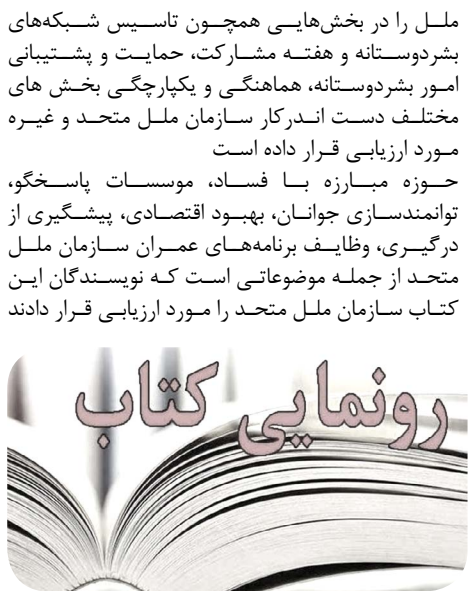 ملل را در بخش‌هایی همچون تاسیس شبکه‌های
بشردوستانه و هفته مشارکت، حمایت و پشتیبانی
امور بشردوستانه، هماهنگی و یکپارچگی بخش های
مختلف دست اندرکار سازمان ملل متحد و غیره
مورد ارزیابی قرار داده است
حوزه مبارزه با فساد، موسسات پاسخگو،
توانمندسازی جوانان، بهبود اقتصادی، پیشگیری از
درگیری، وظایف برنامه‌های عمران سازمان ملل
متحد از جمله موضوعاتی است که نویسندگان این
کتاب سازمان ملل متحد را مورد ارزیابی قرار دادند
رونمایی کتاب